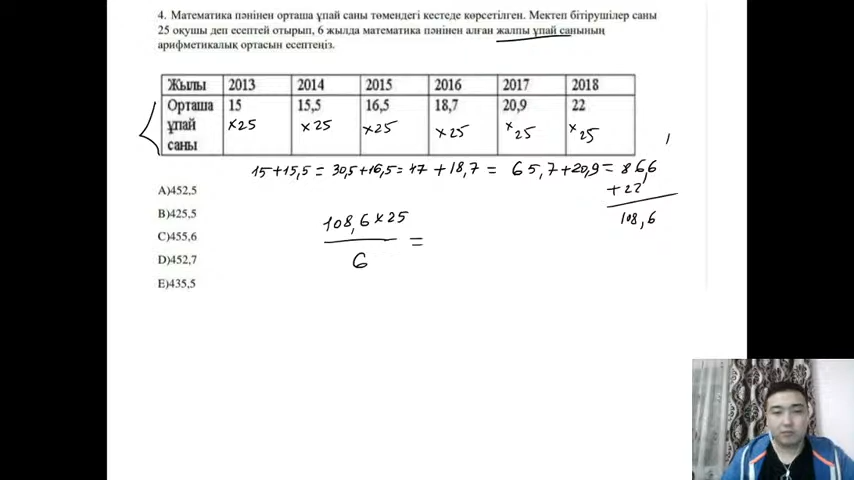 4. Математика пәнінен орташа ұпай саны төмендегі кестеде көрсетілген. Мектеп бітірушілер саны
25 оқушы деп есептей отырып, 6 жылда математика пәнінен алған жалпы ұпай санының
арифметикалық ортасын есептеңіз.
Жылы 2013 2014 2015 2016 2017 2018
Орташа 15 15,5 16,5 18,7 20,9 22
ұпай ×25 ×25 ×25 ×25 ×25 ×25
саны
15+15,5=30,5+16,5=47+18,7= 65,7+20,9=86,6
+22
108,6
A)452,5
B)425,5
C)455,6
D)452,7
E)435,5
108,6×25
=
6